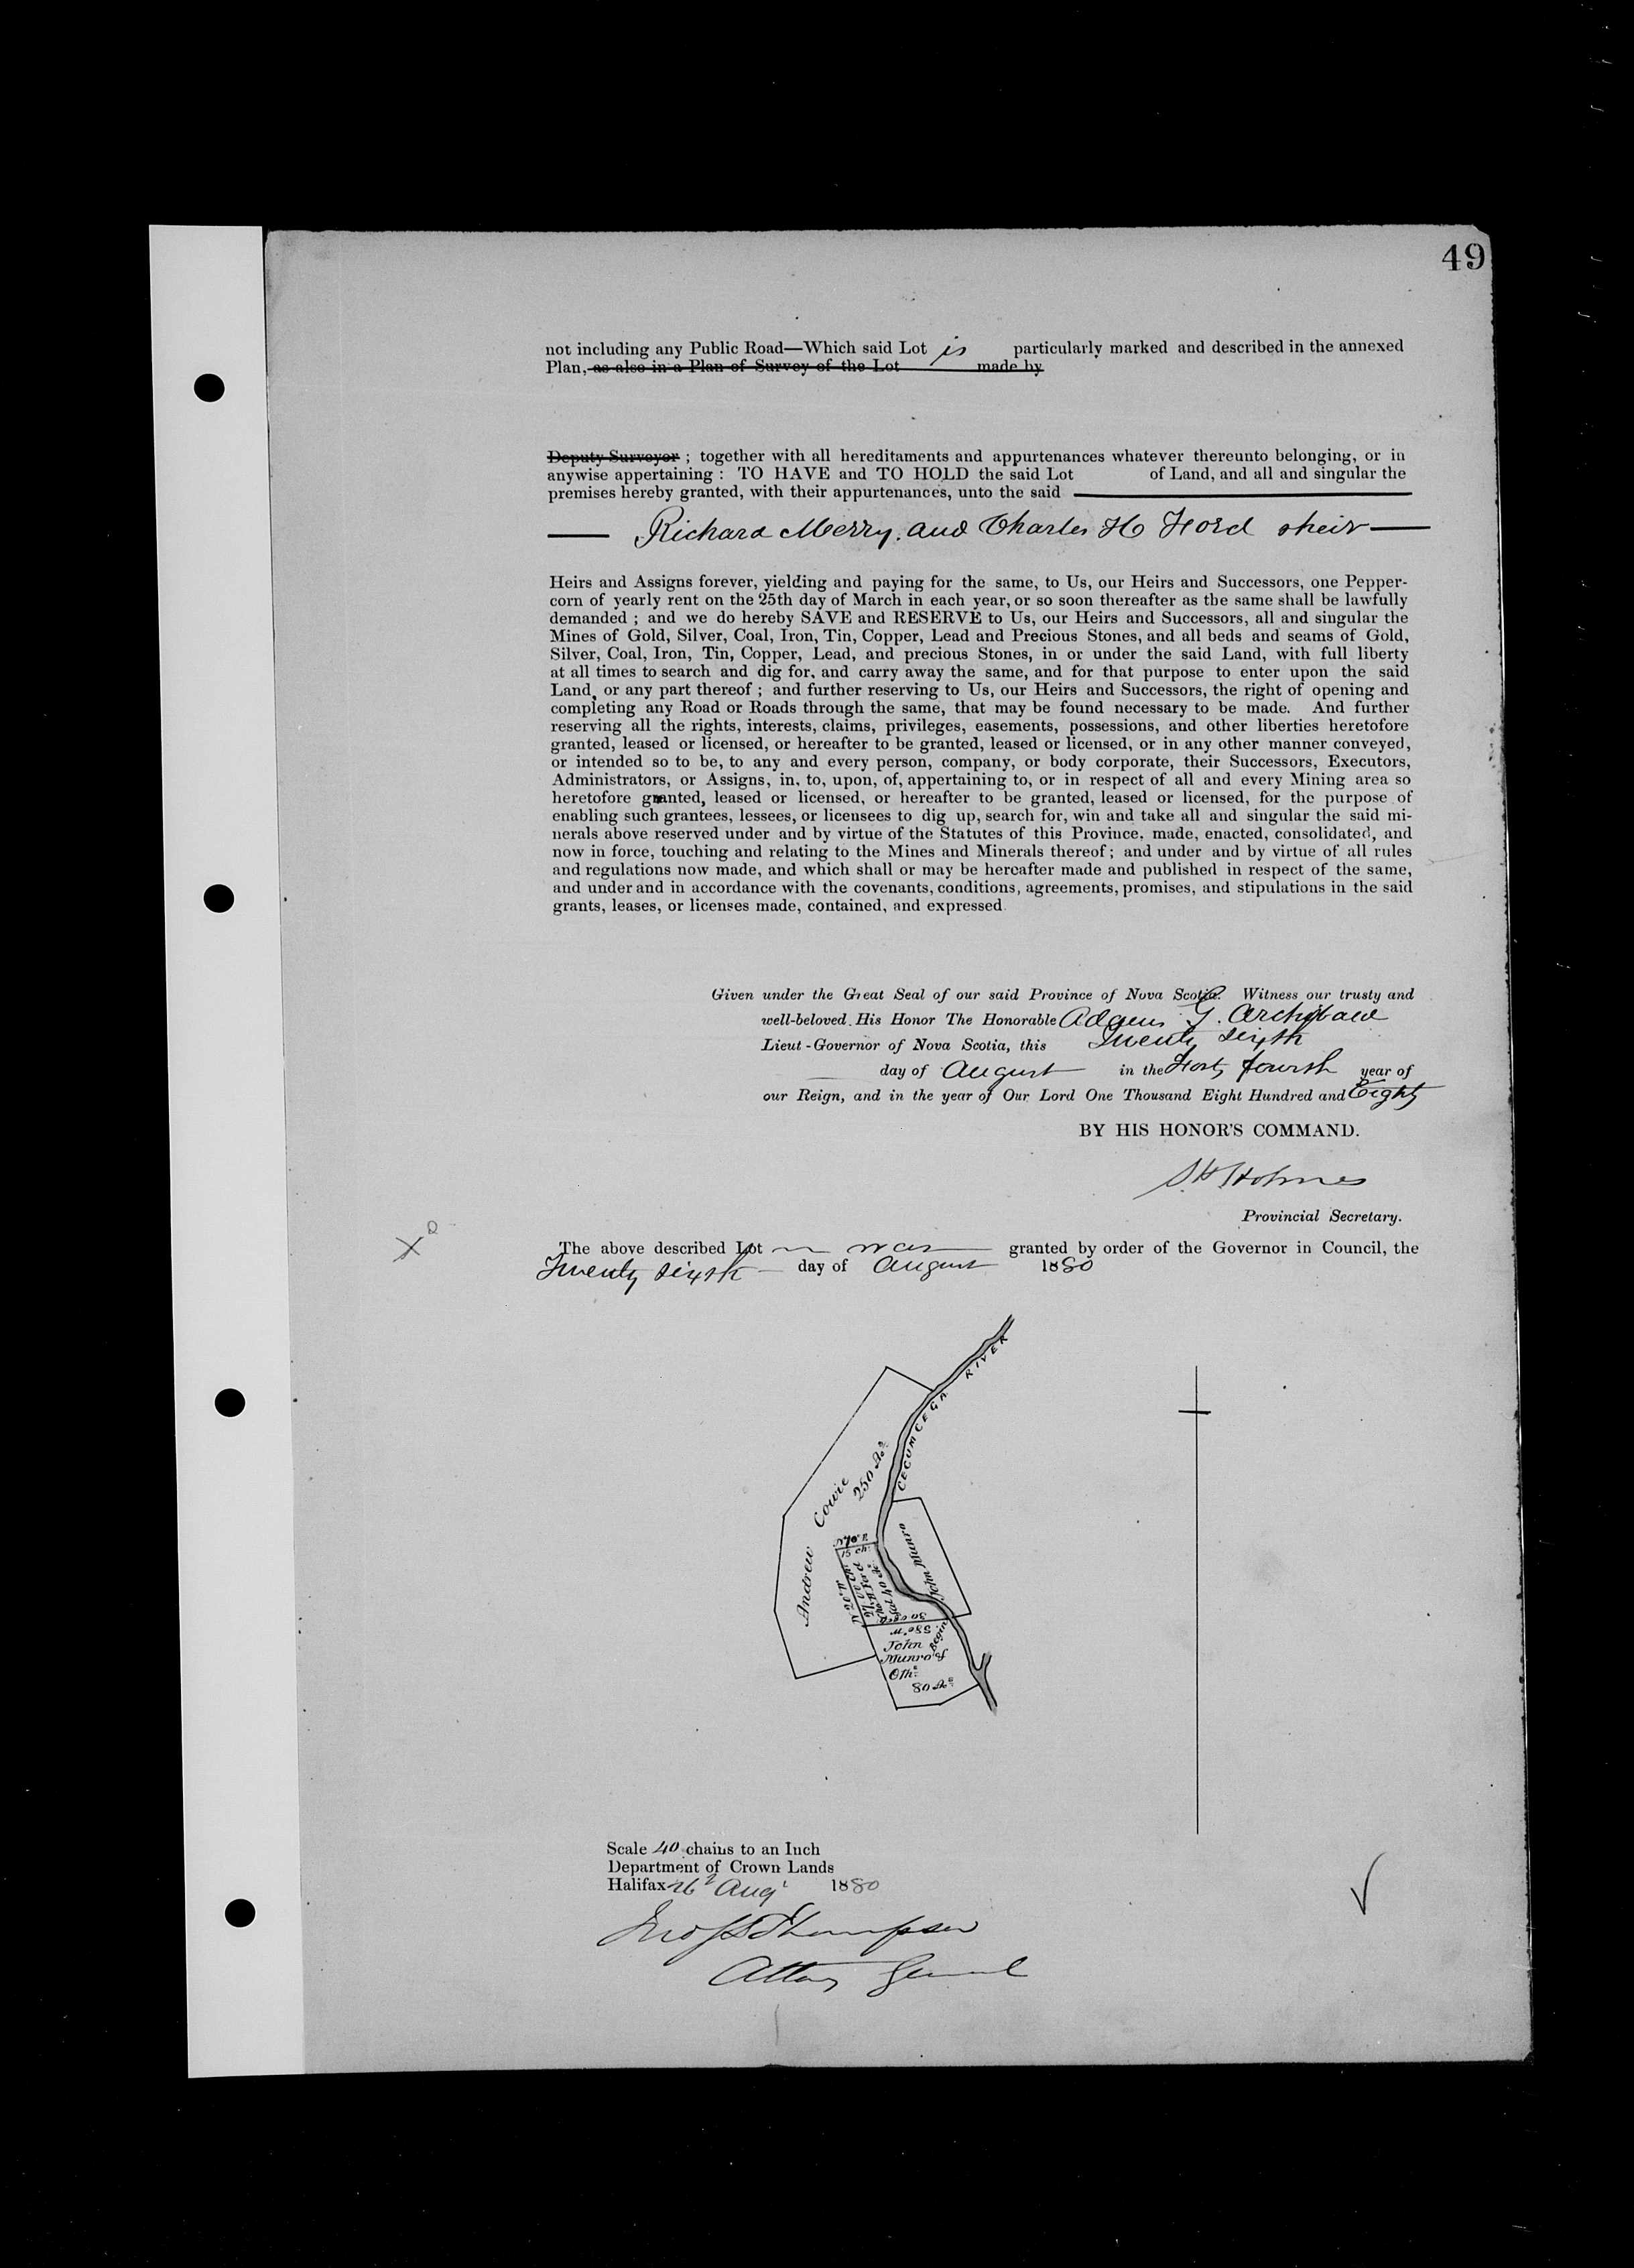 49
not including any Public Road—Which said Lot is particularly marked and described in the annexed
Plan, as also in a Plan of Survey of the Lot made by
Deputy Surveyor ; together with all hereditaments and appurtenances whatever thereunto belonging, or in
anywise appertaining : TO HAVE and TO HOLD the said Lot of Land, and all and singular the
premises hereby granted, with their appurtenances, unto the said
Richard Merry. and Charles H Ford their
Heirs and Assigns forever, yielding and paying for the same, to Us, our Heirs and Successors, one Pepper-
corn of yearly rent on the 25th day of March in each year, or so soon thereafter as the same shall be lawfully
demanded ; and we do hereby SAVE and RESERVE to Us, our Heirs and Successors, all and singular the
Mines of Gold, Silver, Coal, Iron, Tin, Copper, Lead and Precious Stones, and all beds and seams of Gold,
Silver, Coal, Iron, Tin, Copper, Lead, and precious Stones, in or under the said Land, with full liberty
at all times to search and dig for, and carry away the same, and for that purpose to enter upon the said
Land, or any part thereof ; and further reserving to Us, our Heirs and Successors, the right of opening and
completing any Road or Roads through the same, that may be found necessary to be made. And further
reserving all the rights, interests, claims, privileges, easements, possessions, and other liberties heretofore
granted, leased or licensed, or hereafter to be granted, leased or licensed, or in any other manner conveyed,
or intended so to be, to any and every person, company, or body corporate, their Successors, Executors,
Administrators, or Assigns, in, to, upon, of, appertaining to, or in respect of all and every Mining area so
heretofore granted, leased or licensed, or hereafter to be granted, leased or licensed, for the purpose of
enabling such grantees, lessees, or licensees to dig up, search for, win and take all and singular the said mi-
nerals above reserved under and by virtue of the Statutes of this Province, made, enacted, consolidated, and
now in force, touching and relating to the Mines and Minerals thereof ; and under and by virtue of all rules
and regulations now made, and which shall or may be hereafter made and published in respect of the same,
and under and in accordance with the covenants, conditions, agreements, promises, and stipulations in the said
grants, leases, or licenses made, contained, and expressed.
Given under the Great Seal of our said Province of Nova Scotia. Witness our trusty and
well-beloved. His Honor The Honorable Adams G. Archibald
Lieut-Governor of Nova Scotia, this Twenty sixth
day of August in the Forty fourth year of
our Reign, and in the year of Our Lord One Thousand Eight Hundred and Eighty
BY HIS HONOR'S COMMAND.
S H Holmes
Provincial Secretary.
The above described Lot was granted by order of the Governor in Council, the
Twenty sixth day of August 1880
CEGUMCEGA RIVER
Andrew Cowie 250 Acs
John Munro
15 ch:
N 20° W
S 80° W
John
Munro &
Oths
80 Acs
Scale 40 chains to an Inch
Department of Crown Lands
Halifax 26 Augt 1880
Jno S D Thompson
Attorney General